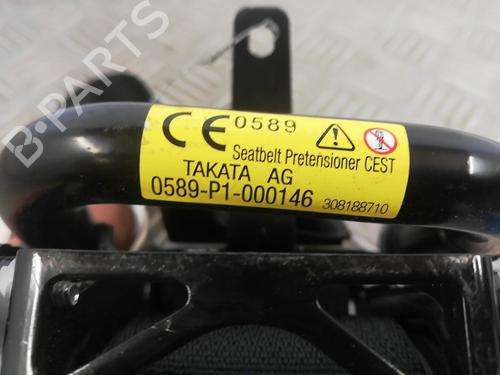 B-PARTS
CE 0589
Seatbelt Pretensioner CEST
TAKATA AG
0589-P1-000146 308188710